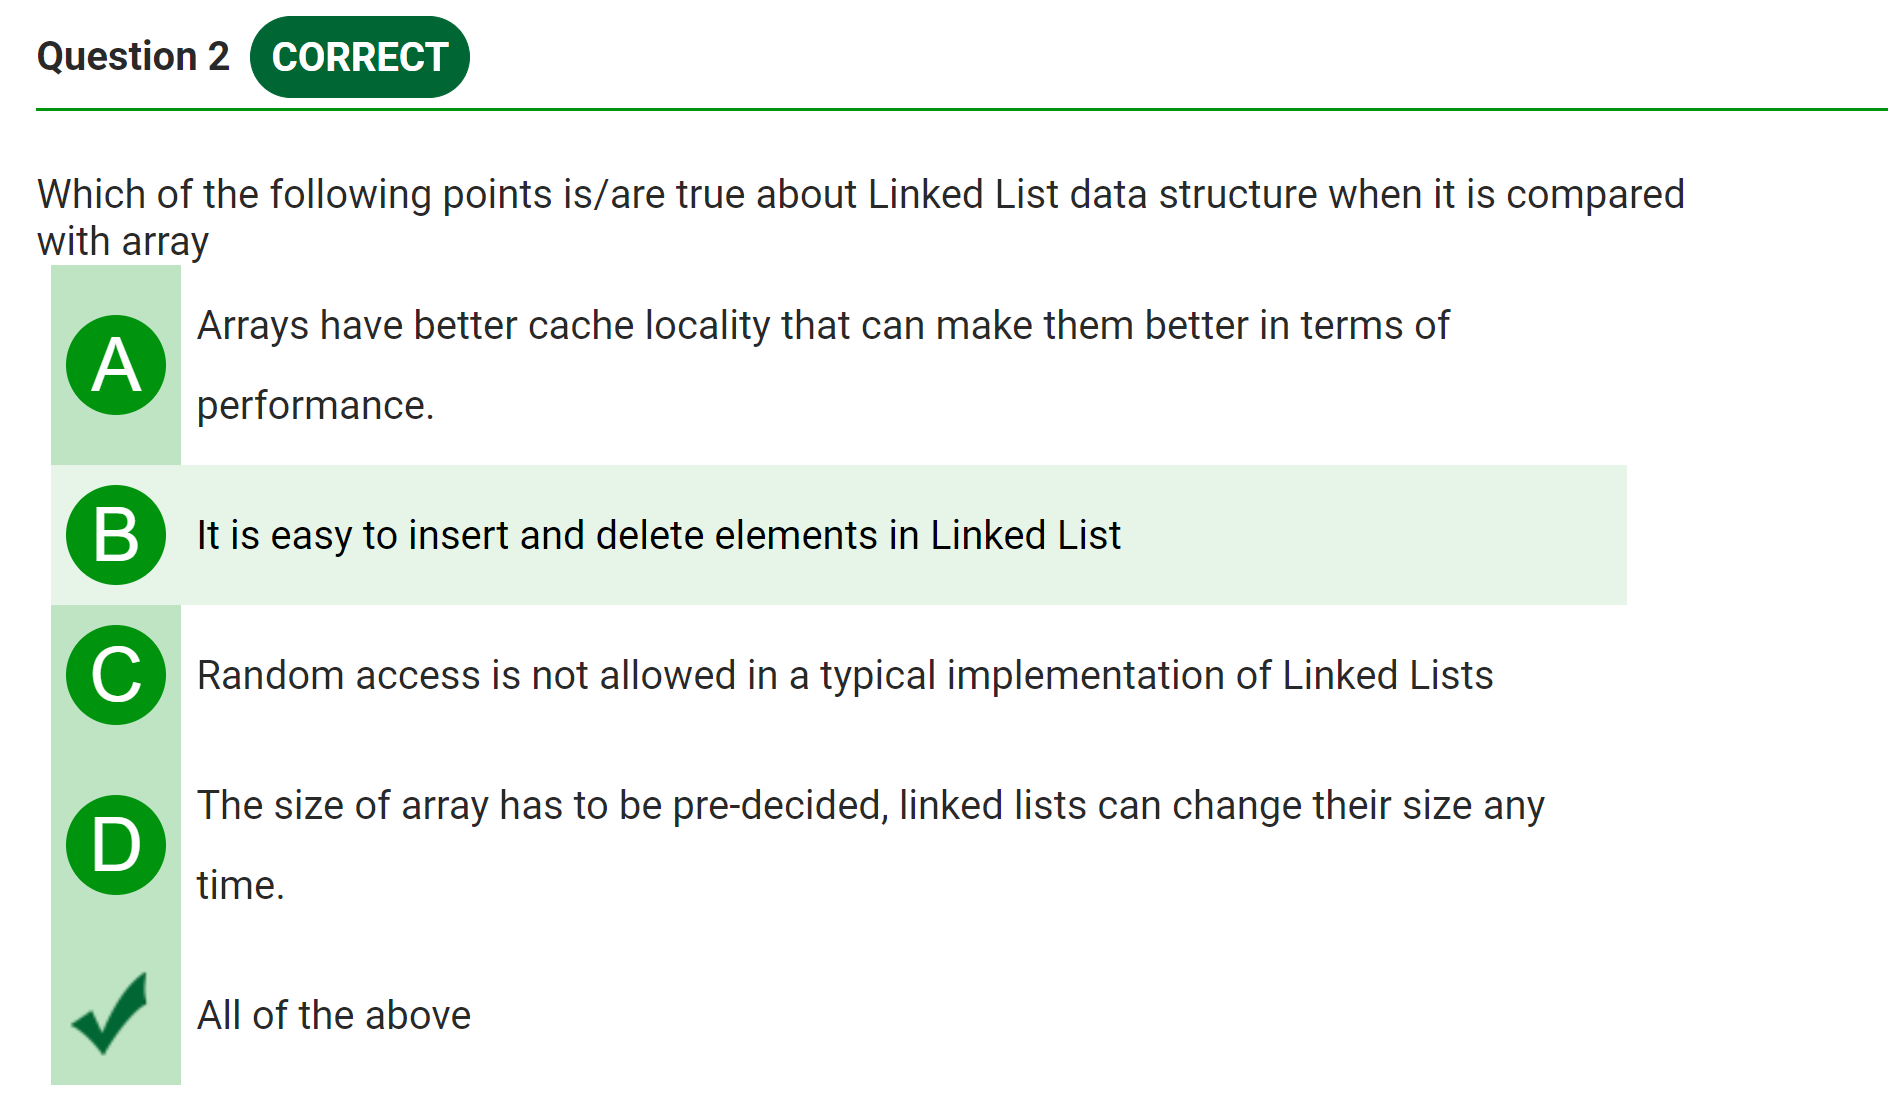 Question 2 CORRECT
Which of the following points is/are true about Linked List data structure when it is compared
with array
A Arrays have better cache locality that can make them better in terms of
performance.
B It is easy to insert and delete elements in Linked List
C Random access is not allowed in a typical implementation of Linked Lists
D The size of array has to be pre-decided, linked lists can change their size any
time.
All of the above